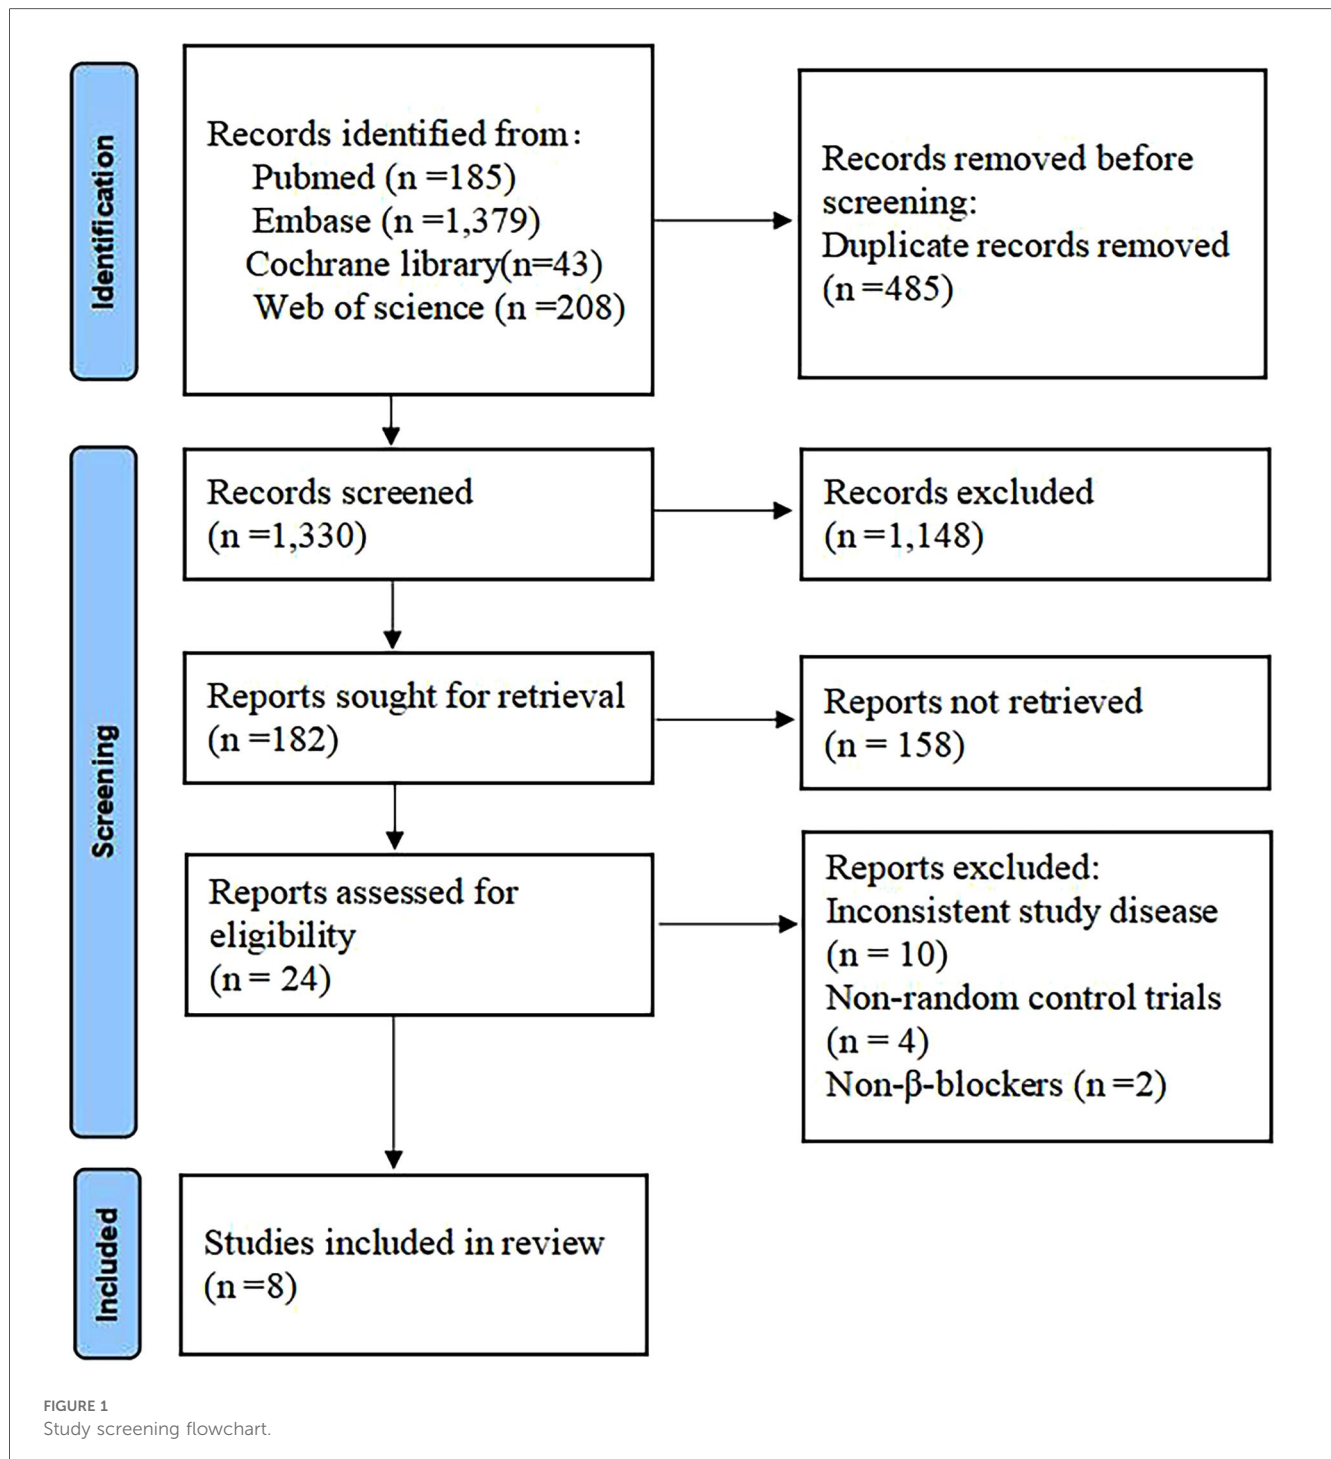 Identification
Records identified from:
Pubmed (n =185)
Embase (n =1,379)
Cochrane library(n=43)
Web of science (n =208)
Records removed before
screening:
Duplicate records removed
(n =485)
Screening
Records screened
(n =1,330)
Records excluded
(n =1,148)
Reports sought for retrieval
(n =182)
Reports not retrieved
(n = 158)
Reports assessed for
eligibility
(n = 24)
Reports excluded:
Inconsistent study disease
(n = 10)
Non-random control trials
(n = 4)
Non-β-blockers (n =2)
Included
Studies included in review
(n =8)
FIGURE 1
Study screening flowchart.